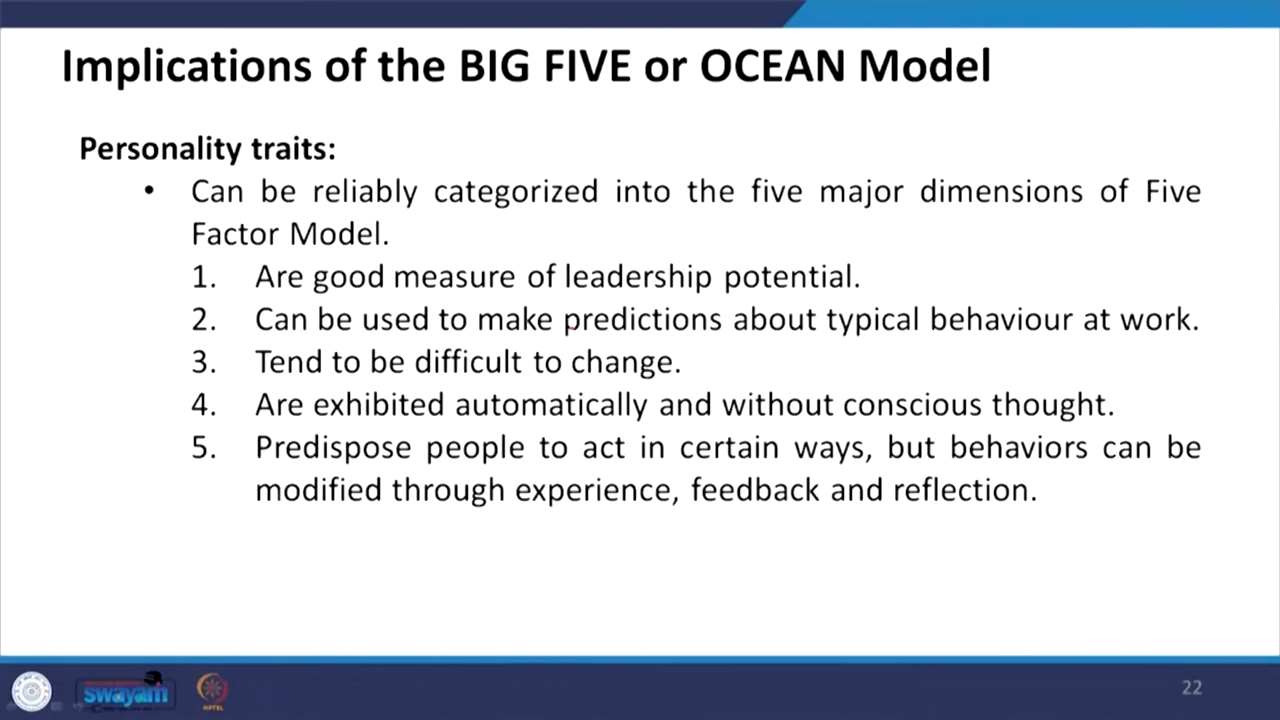 Implications of the BIG FIVE or OCEAN Model
Personality traits:
• Can be reliably categorized into the five major dimensions of Five
Factor Model.
1. Are good measure of leadership potential.
2. Can be used to make predictions about typical behaviour at work.
3. Tend to be difficult to change.
4. Are exhibited automatically and without conscious thought.
5. Predispose people to act in certain ways, but behaviors can be
modified through experience, feedback and reflection.
swayam
NPTEL
22